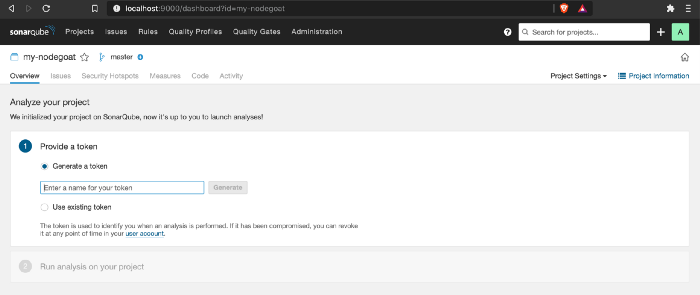 localhost:9000/dashboard?id=my-nodegoat
sonarqube Projects Issues Rules Quality Profiles Quality Gates Administration ? Search for projects... + A
my-nodegoat master
Overview Issues Security Hotspots Measures Code Activity Project Settings Project Information
Analyze your project
We initialized your project on SonarQube, now it's up to you to launch analyses!
1 Provide a token
Generate a token
Enter a name for your token Generate
Use existing token
The token is used to identify you when an analysis is performed. If it has been compromised, you can revoke
it at any point of time in your user account.
2 Run analysis on your project